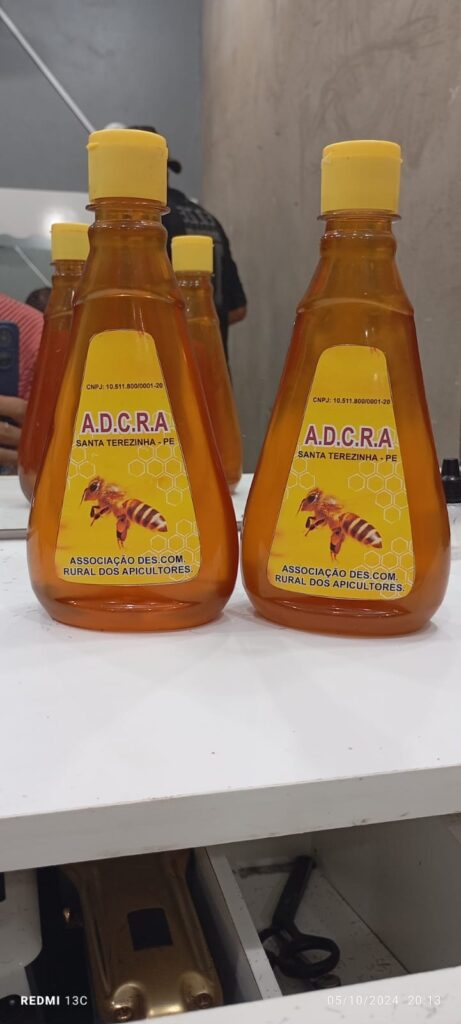 CNPJ: 10.511.800/0001-20
A.D.C.R.A
SANTA TEREZINHA - PE
ASSOCIAÇÃO DES.COM.
RURAL DOS APICULTORES.
CNPJ: 10.511.800/0001-20
A.D.C.R.A
SANTA TEREZINHA - PE
ASSOCIAÇÃO DES.COM.
RURAL DOS APICULTORES.
REDMI 13C
05/10/2024 20:13